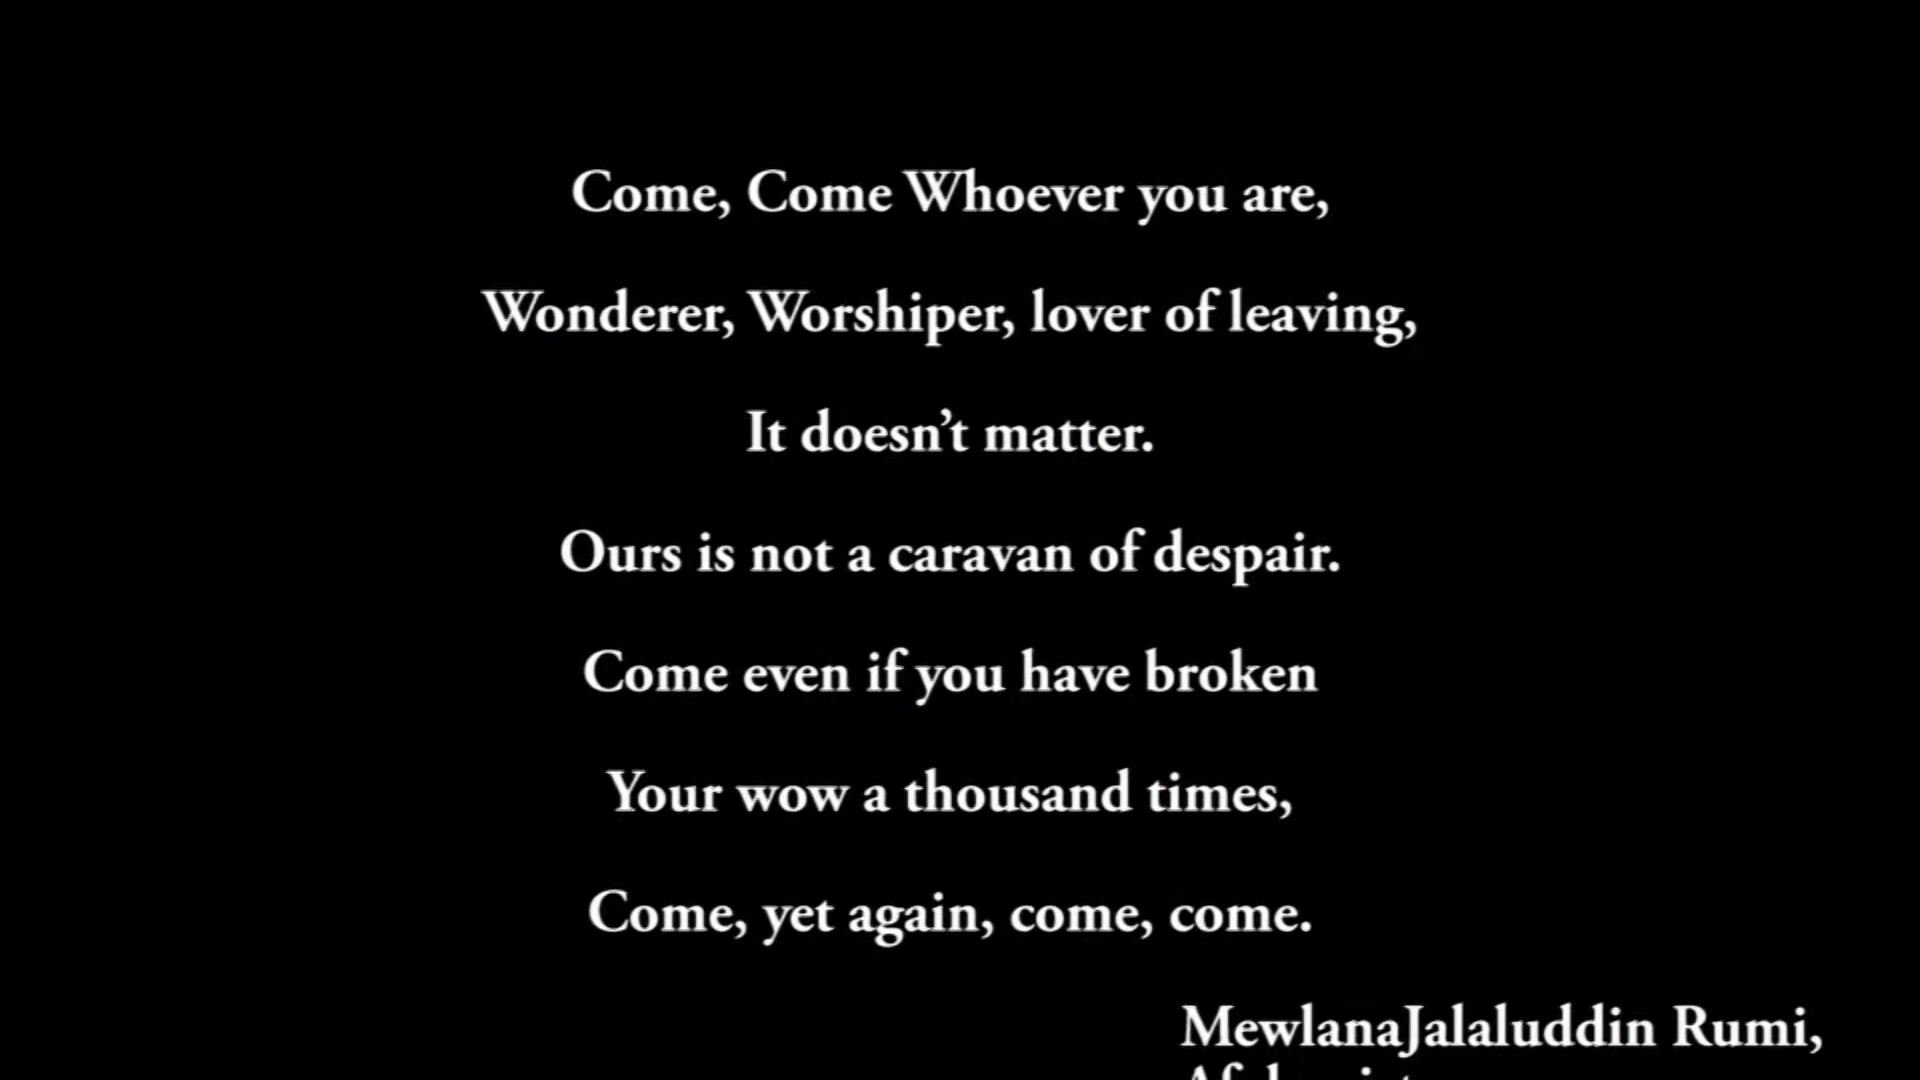 Come, Come Whoever you are,
Wonderer, Worshiper, lover of leaving,
It doesn’t matter.
Ours is not a caravan of despair.
Come even if you have broken
Your wow a thousand times,
Come, yet again, come, come.
MewlanaJalaluddin Rumi,